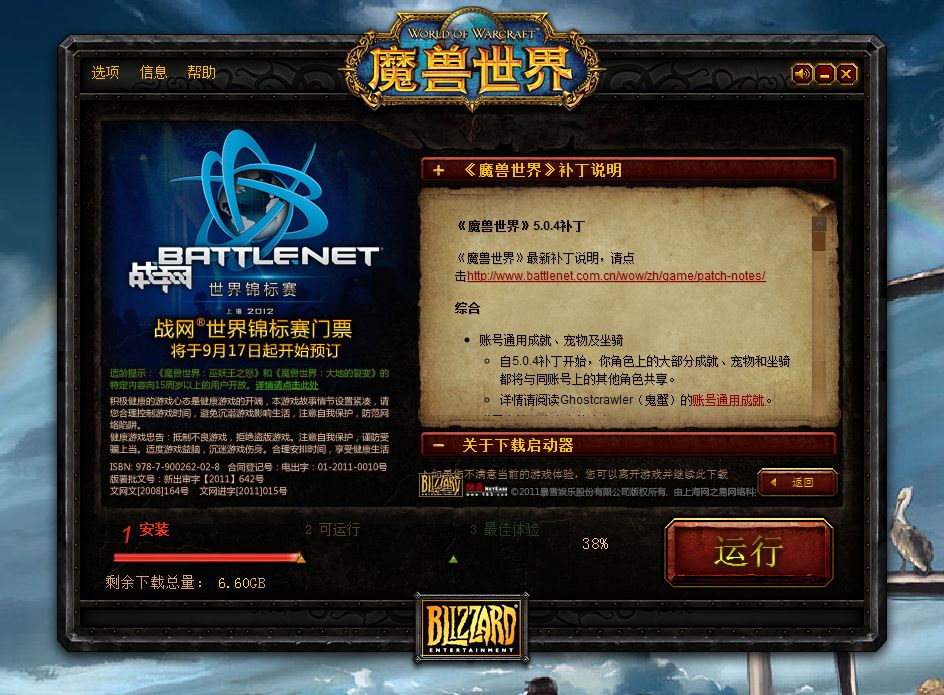 WORLD OF WARCRAFT
魔兽世界
选项 信息 帮助
BATTLE.NET
战网
世界锦标赛
上海 2012
战网®世界锦标赛门票
将于9月17日起开始预订
适龄提示:《魔兽世界:巫妖王之怒》和《魔兽世界:大地的裂变》的
特定内容向15周岁以上的用户开放。详情请点击此处
积极健康的游戏心态是健康游戏的开端,本游戏故事情节设置紧凑,请
您合理控制游戏时间,避免沉溺游戏影响生活,注意自我保护,防范网
络陷阱。
健康游戏忠告:抵制不良游戏,拒绝盗版游戏。注意自我保护,谨防受
骗上当。适度游戏益脑,沉迷游戏伤身。合理安排时间,享受健康生活
ISBN: 978-7-900262-02-8 合同登记号:电出字:01-2011-0010号
版署批文号:新出审字【2011】642号
文网文[2008]164号 文网进字[2011]015号
+ 《魔兽世界》补丁说明
《魔兽世界》5.0.4补丁
《魔兽世界》最新补丁说明,请点
击http://www.battlenet.com.cn/wow/zh/game/patch-notes/
综合
• 账号通用成就、宠物及坐骑
○ 自5.0.4补丁开始,你角色上的大部分成就、宠物和坐骑
都将与同账号上的其他角色共享。
○ 详情请阅读Ghostcrawler(鬼蟹)的账号通用成就。
− 关于下载启动器
如果您不满意当前的游戏体验,您可以离开游戏并继续此下载
BLIZZARD
©2011暴雪娱乐股份有限公司版权所有. 由上海网之易网络科
返回
1 安装 2 可运行 3 最佳体验
38%
运行
剩余下载总量: 6.60GB
BLIZZARD
ENTERTAINMENT